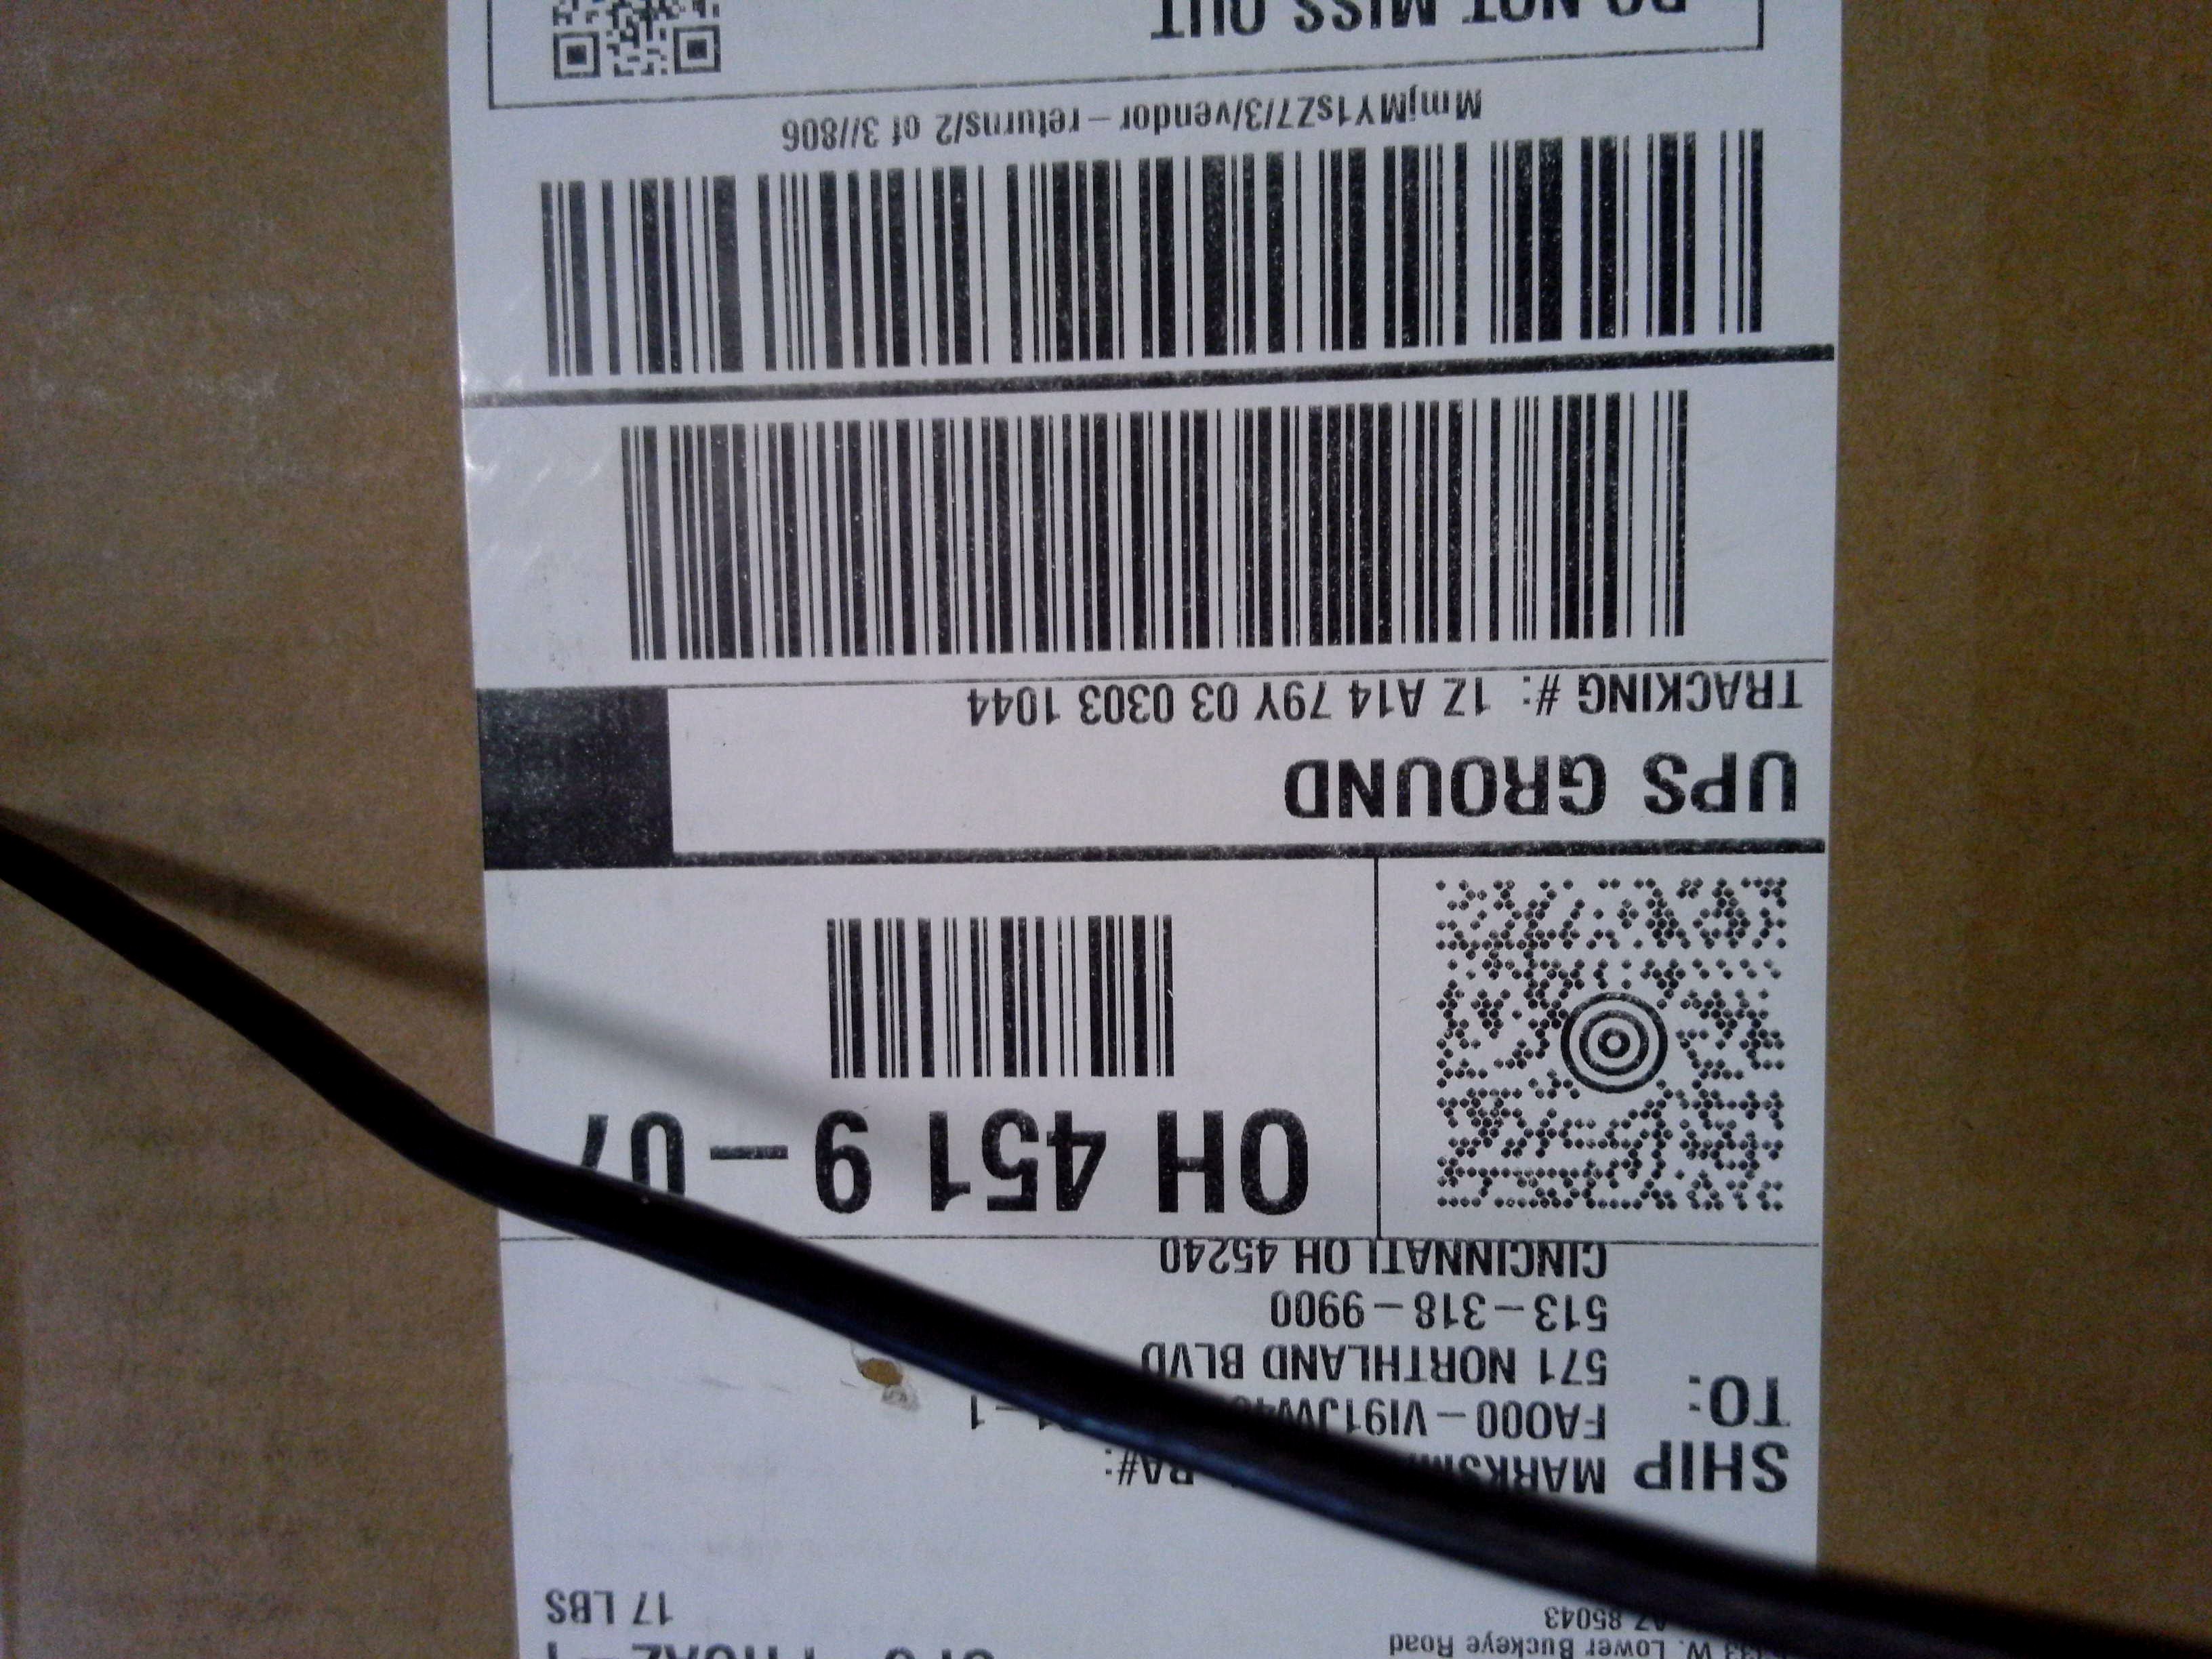 W. Lower Buckeye Road
AZ 85043
17 LBS
SHIP
TO:
RA#:
FA000-VI91JW
571 NORTHLAND BLVD
513-318-9900
CINCINNATI OH 45240
OH 451 9-07
UPS GROUND
TRACKING #: 1Z A14 79Y 03 0303 1044
MmjMY1sZ7/3/vendor-returns/2 of 3//806
DO NOT MISS OUT